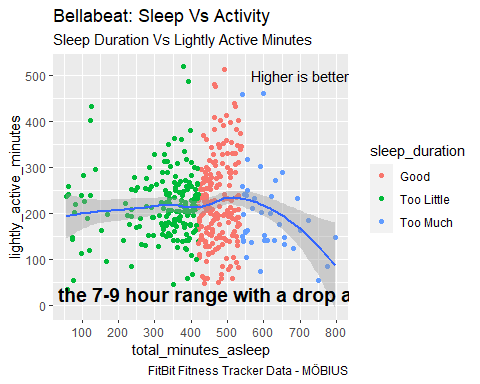 Bellabeat: Sleep Vs Activity
Sleep Duration Vs Lightly Active Minutes
Higher is better
500
400
300
200
100
0
lightly_active_minutes
the 7-9 hour range with a drop a
100 200 300 400 500 600 700 800
total_minutes_asleep
sleep_duration
Good
Too Little
Too Much
FitBit Fitness Tracker Data - MÖBIUS